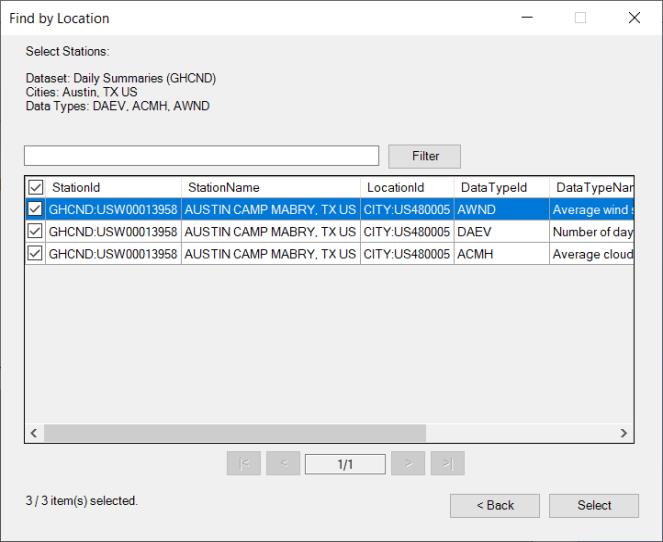 Find by Location
Select Stations:
Dataset: Daily Summaries (GHCND)
Cities: Austin, TX US
Data Types: DAEV, ACMH, AWND
Filter
StationId StationName LocationId DataTypeId DataTypeNar
GHCND:USW00013958 AUSTIN CAMP MABRY, TX US CITY:US480005 AWND Average wind s
GHCND:USW00013958 AUSTIN CAMP MABRY, TX US CITY:US480005 DAEV Number of day
GHCND:USW00013958 AUSTIN CAMP MABRY, TX US CITY:US480005 ACMH Average cloud
|< < 1/1 > >|
3 / 3 item(s) selected.
< Back Select